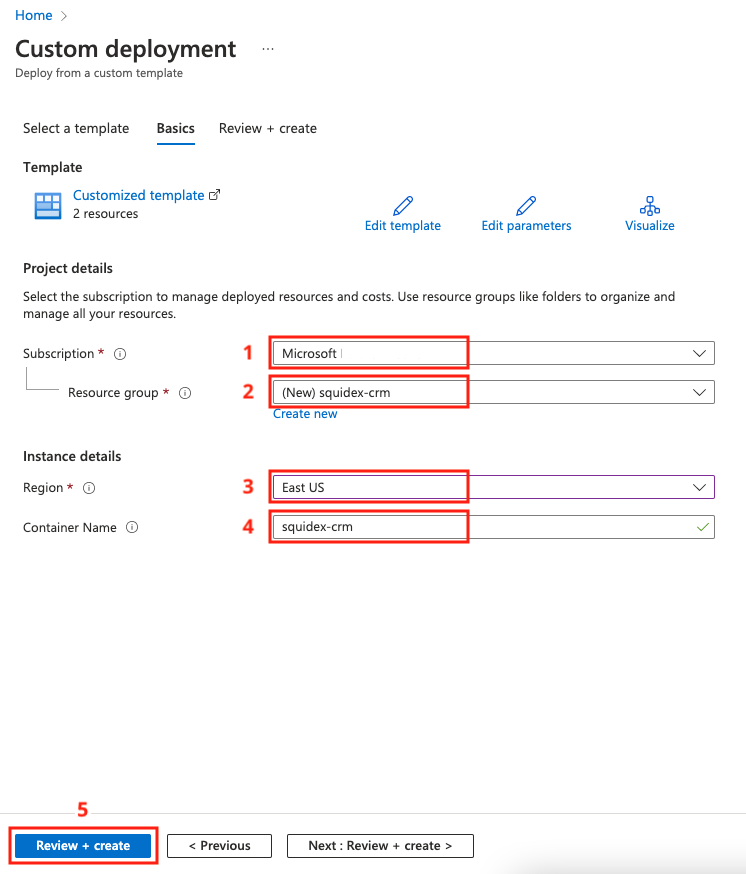 Home
Custom deployment ...
Deploy from a custom template
Select a template Basics Review + create
Template
Customized template
2 resources
Edit template Edit parameters Visualize
Project details
Select the subscription to manage deployed resources and costs. Use resource groups like folders to organize and
manage all your resources.
Subscription * 1 Microsoft
Resource group * 2 (New) squidex-crm
Create new
Instance details
Region * 3 East US
Container Name 4 squidex-crm
5
Review + create < Previous Next : Review + create >